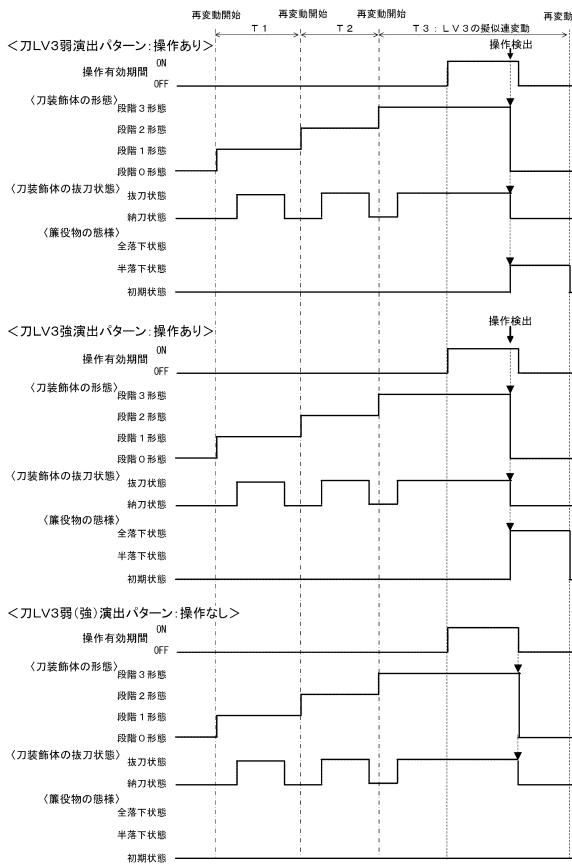 再変動開始 再変動開始 再変動開始 再変動
Ｔ１ Ｔ２ Ｔ３：ＬＶ３の擬似連変動
＜刀ＬＶ３弱演出パターン：操作あり＞
操作検出
操作有効期間 ON
OFF
〈刀装飾体の形態〉
段階３形態
段階２形態
段階１形態
段階０形態
〈刀装飾体の抜刀状態〉
抜刀状態
納刀状態
〈簾役物の態様〉
全落下状態
半落下状態
初期状態
操作検出
＜刀ＬＶ３強演出パターン：操作あり＞
操作有効期間 ON
OFF
〈刀装飾体の形態〉
段階３形態
段階２形態
段階１形態
段階０形態
〈刀装飾体の抜刀状態〉
抜刀状態
納刀状態
〈簾役物の態様〉
全落下状態
半落下状態
初期状態
＜刀ＬＶ３弱（強）演出パターン：操作なし＞
操作有効期間 ON
OFF
〈刀装飾体の形態〉
段階３形態
段階２形態
段階１形態
段階０形態
〈刀装飾体の抜刀状態〉
抜刀状態
納刀状態
〈簾役物の態様〉
全落下状態
半落下状態
初期状態